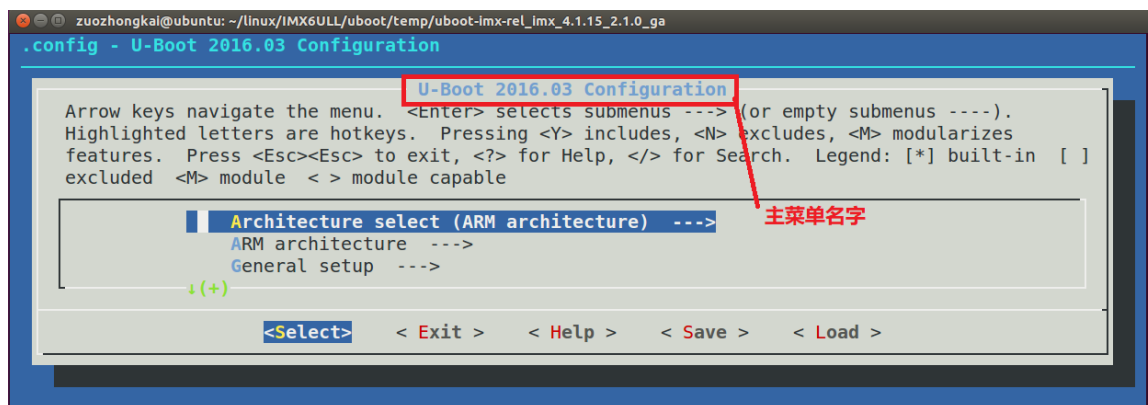 zuozhongkai@ubuntu: ~/linux/IMX6ULL/uboot/temp/uboot-imx-rel_imx_4.1.15_2.1.0_ga
.config - U-Boot 2016.03 Configuration
U-Boot 2016.03 Configuration
Arrow keys navigate the menu.  <Enter> selects submenus ---> (or empty submenus ----).
Highlighted letters are hotkeys.  Pressing <Y> includes, <N> excludes, <M> modularizes
features.  Press <Esc><Esc> to exit, <?> for Help, </> for Search.  Legend: [*] built-in  [ ]
excluded  <M> module  < > module capable
Architecture select (ARM architecture)  --->
主菜单名字
ARM architecture  --->
General setup  --->
↓(+)
<Select>    < Exit >    < Help >    < Save >    < Load >